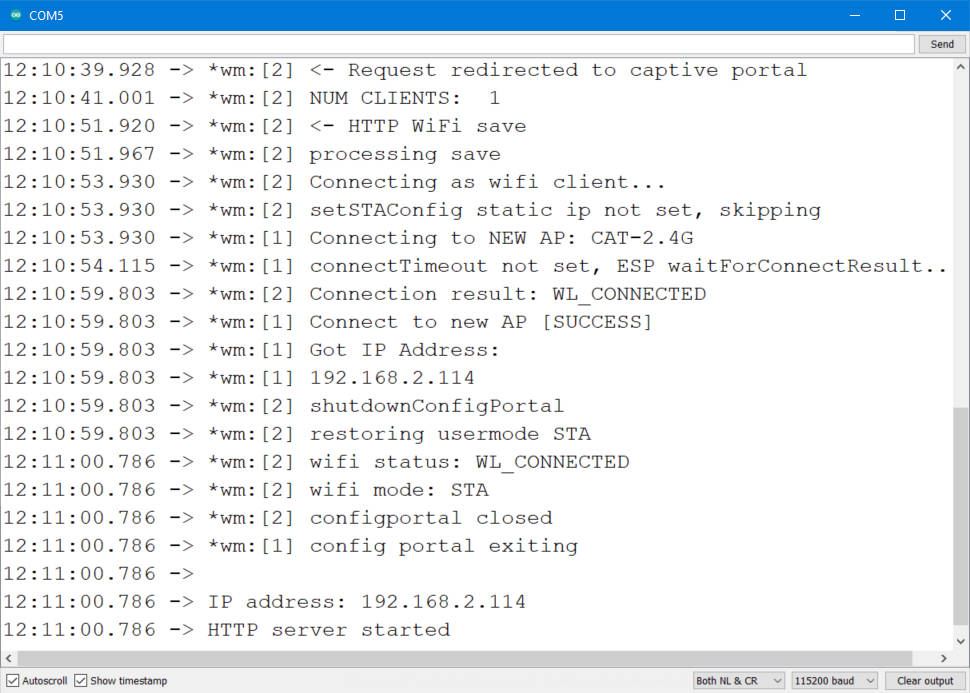 COM5
Send
12:10:39.928 -> *wm:[2] <- Request redirected to captive portal
12:10:41.001 -> *wm:[2] NUM CLIENTS:  1
12:10:51.920 -> *wm:[2] <- HTTP WiFi save
12:10:51.967 -> *wm:[2] processing save
12:10:53.930 -> *wm:[2] Connecting as wifi client...
12:10:53.930 -> *wm:[2] setSTAConfig static ip not set, skipping
12:10:53.930 -> *wm:[1] Connecting to NEW AP: CAT-2.4G
12:10:54.115 -> *wm:[1] connectTimeout not set, ESP waitForConnectResult..
12:10:59.803 -> *wm:[2] Connection result: WL_CONNECTED
12:10:59.803 -> *wm:[1] Connect to new AP [SUCCESS]
12:10:59.803 -> *wm:[1] Got IP Address:
12:10:59.803 -> *wm:[1] 192.168.2.114
12:10:59.803 -> *wm:[2] shutdownConfigPortal
12:10:59.803 -> *wm:[2] restoring usermode STA
12:11:00.786 -> *wm:[2] wifi status: WL_CONNECTED
12:11:00.786 -> *wm:[2] wifi mode: STA
12:11:00.786 -> *wm:[2] configportal closed
12:11:00.786 -> *wm:[1] config portal exiting
12:11:00.786 ->
12:11:00.786 -> IP address: 192.168.2.114
12:11:00.786 -> HTTP server started
Autoscroll Show timestamp Both NL & CR 115200 baud Clear output